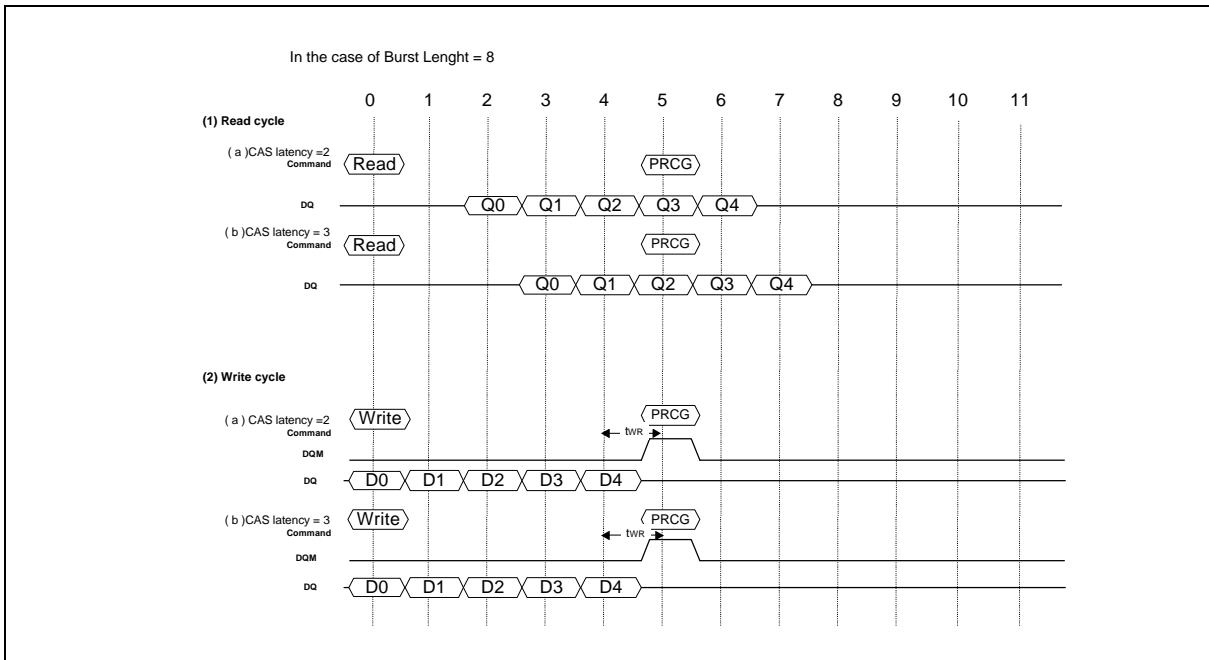 In the case of Burst Lenght = 8
0 1 2 3 4 5 6 7 8 9 10 11
(1) Read cycle
( a )CAS latency =2
Command Read PRCG
DQ Q0 Q1 Q2 Q3 Q4
( b )CAS latency = 3
Command Read PRCG
DQ Q0 Q1 Q2 Q3 Q4
(2) Write cycle
( a ) CAS latency =2
Command Write PRCG
tWR
DQM
DQ D0 D1 D2 D3 D4
( b )CAS latency = 3
Command Write PRCG
tWR
DQM
DQ D0 D1 D2 D3 D4